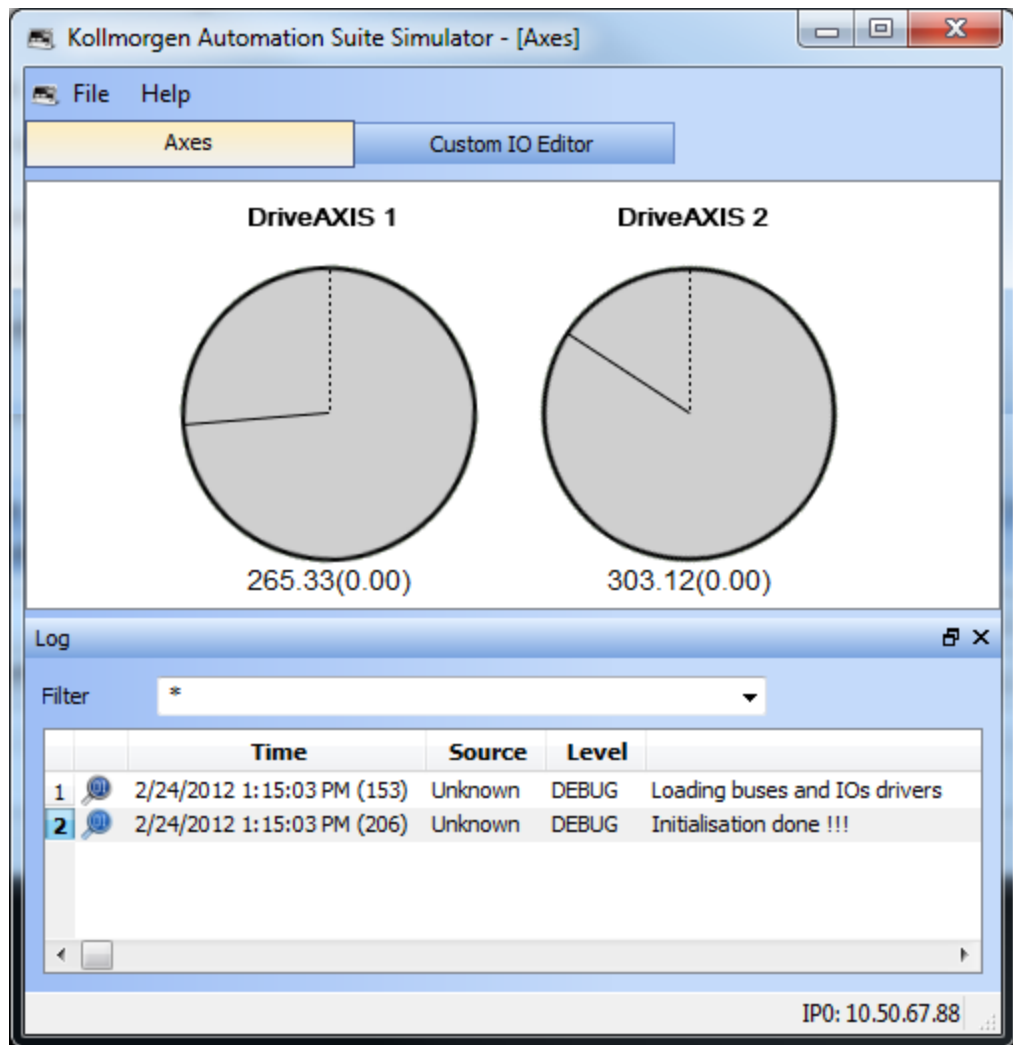 Kollmorgen Automation Suite Simulator - [Axes]
File Help
Axes Custom IO Editor
DriveAXIS 1 DriveAXIS 2
265.33(0.00) 303.12(0.00)
Log
Filter *
Time Source Level
1 2/24/2012 1:15:03 PM (153) Unknown DEBUG Loading buses and IOs drivers
2 2/24/2012 1:15:03 PM (206) Unknown DEBUG Initialisation done !!!
IP0: 10.50.67.88